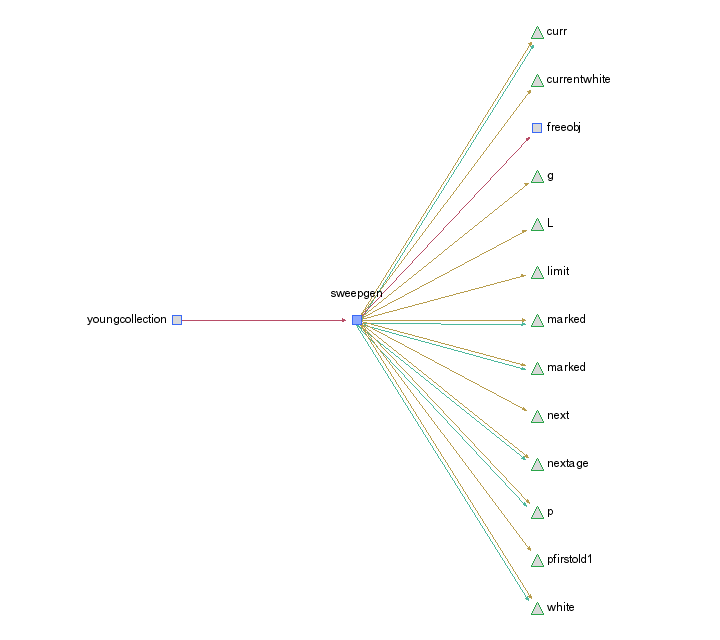 curr
currentwhite
freeobj
g
L
limit
sweepgen
youngcollection
marked
marked
next
nextage
p
pfirstold1
white